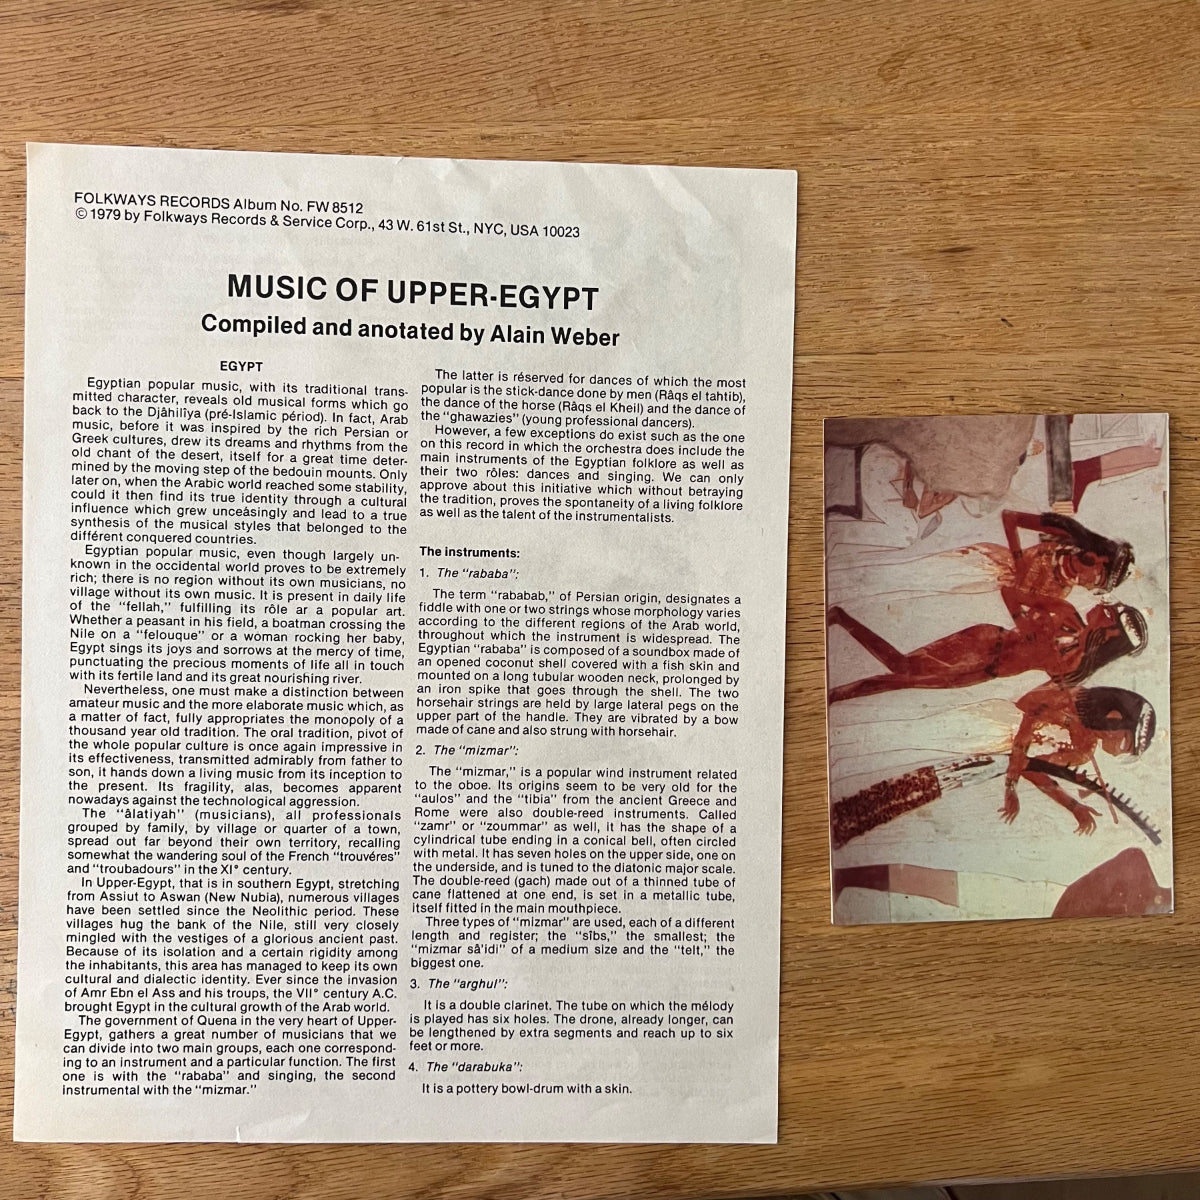 FOLKWAYS RECORDS Album No. FW 8512
© 1979 by Folkways Records & Service Corp., 43 W. 61st St., NYC, USA 10023
MUSIC OF UPPER-EGYPT
Compiled and anotated by Alain Weber
EGYPT
Egyptian popular music, with its traditional trans-
mitted character, reveals old musical forms which go
back to the Djâhilîya (pré-Islamic périod). In fact, Arab
music, before it was inspired by the rich Persian or
Greek cultures, drew its dreams and rhythms from the
old chant of the desert, itself for a great time deter-
mined by the moving step of the bedouin mounts. Only
later on, when the Arabic world reached some stability,
could it then find its true identity through a cultural
influence which grew unceâsingly and lead to a true
synthesis of the musical styles that belonged to the
différent conquered countries.
Egyptian popular music, even though largely un-
known in the occidental world proves to be extremely
rich; there is no region without its own musicians, no
village without its own music. It is present in daily life
of the "fellah," fulfilling its rôle ar a popular art.
Whether a peasant in his field, a boatman crossing the
Nile on a "felouque" or a woman rocking her baby,
Egypt sings its joys and sorrows at the mercy of time,
punctuating the precious moments of life all in touch
with its fertile land and its great nourishing river.
Nevertheless, one must make a distinction between
amateur music and the more elaborate music which, as
a matter of fact, fully appropriates the monopoly of a
thousand year old tradition. The oral tradition, pivot of
the whole popular culture is once again impressive in
its effectiveness, transmitted admirably from father to
son, it hands down a living music from its inception to
the present. Its fragility, alas, becomes apparent
nowadays against the technological aggression.
The "âlatiyah" (musicians), all professionals
grouped by family, by village or quarter of a town,
spread out far beyond their own territory, recalling
somewhat the wandering soul of the French "trouvéres"
and "troubadours" in the XI° century.
In Upper-Egypt, that is in southern Egypt, stretching
from Assiut to Aswan (New Nubia), numerous villages
have been settled since the Neolithic period. These
villages hug the bank of the Nile, still very closely
mingled with the vestiges of a glorious ancient past.
Because of its isolation and a certain rigidity among
the inhabitants, this area has managed to keep its own
cultural and dialectic identity. Ever since the invasion
of Amr Ebn el Ass and his troups, the VII° century A.C.
brought Egypt in the cultural growth of the Arab world.
The government of Quena in the very heart of Upper-
Egypt, gathers a great number of musicians that we
can divide into two main groups, each one correspond-
ing to an instrument and a particular function. The first
one is with the "rababa" and singing, the second
instrumental with the "mizmar."
The latter is réserved for dances of which the most
popular is the stick-dance done by men (Râqs el tahtib),
the dance of the horse (Râqs el Kheil) and the dance of
the "ghawazies" (young professional dancers).
However, a few exceptions do exist such as the one
on this record in which the orchestra does include the
main instruments of the Egyptian folklore as well as
their two rôles: dances and singing. We can only
approve about this initiative which without betraying
the tradition, proves the spontaneity of a living folklore
as well as the talent of the instrumentalists.
The instruments:
1. The "rababa":
The term "rababab," of Persian origin, designates a
fiddle with one or two strings whose morphology varies
according to the different regions of the Arab world,
throughout which the instrument is widespread. The
Egyptian "rababa" is composed of a soundbox made of
an opened coconut shell covered with a fish skin and
mounted on a long tubular wooden neck, prolonged by
an iron spike that goes through the shell. The two
horsehair strings are held by large lateral pegs on the
upper part of the handle. They are vibrated by a bow
made of cane and also strung with horsehair.
2. The "mizmar":
The "mizmar," is a popular wind instrument related
to the oboe. Its origins seem to be very old for the
"aulos" and the "tibia" from the ancient Greece and
Rome were also double-reed instruments. Called
"zamr" or "zoummar" as well, it has the shape of a
cylindrical tube ending in a conical bell, often circled
with metal. It has seven holes on the upper side, one on
the underside, and is tuned to the diatonic major scale.
The double-reed (gach) made out of a thinned tube of
cane flattened at one end, is set in a metallic tube,
itself fitted in the main mouthpiece.
Three types of "mizmar" are used, each of a different
length and register; the "sîbs," the smallest; the
"mizmar sâ'idi" of a medium size and the "telt," the
biggest one.
3. The "arghul":
It is a double clarinet. The tube on which the mélody
is played has six holes. The drone, already longer, can
be lengthened by extra segments and reach up to six
feet or more.
4. The "darabuka":
It is a pottery bowl-drum with a skin.